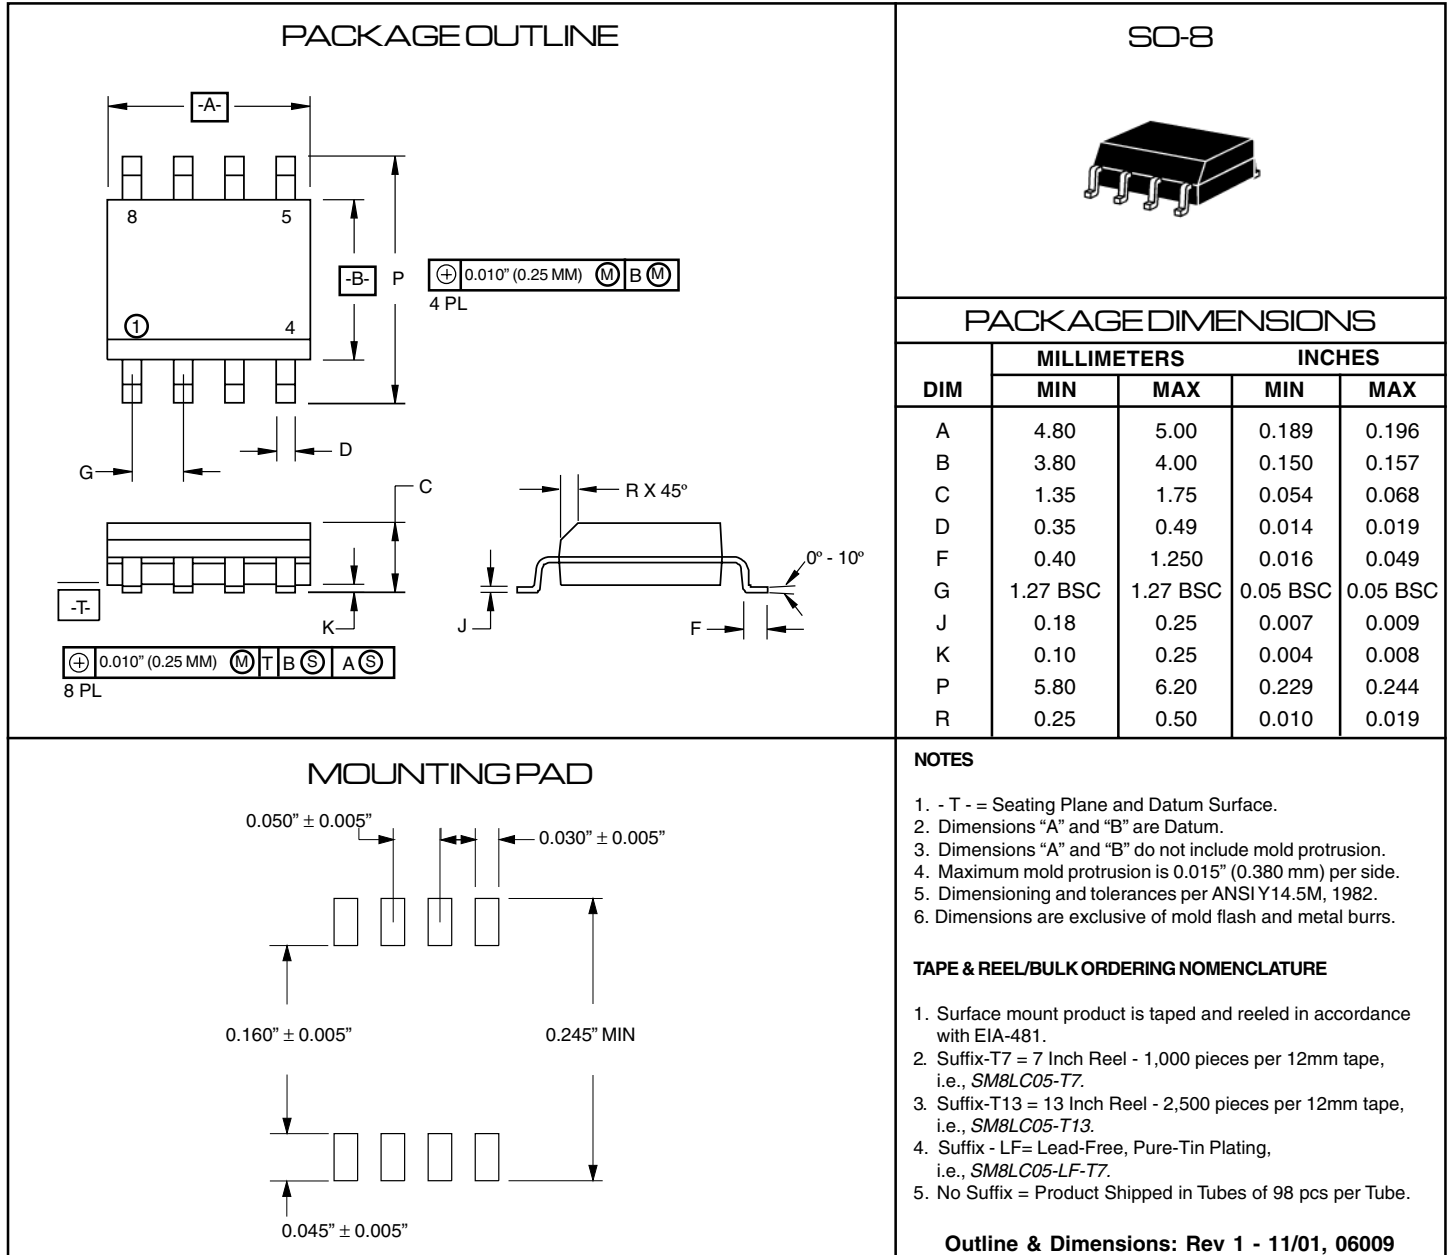 PACKAGE OUTLINE
-A-
8 5
1 4
-B- P
⊕ 0.010” (0.25 MM) Ⓜ B Ⓜ
4 PL
G D
C
-T-
K
⊕ 0.010” (0.25 MM) Ⓜ T B Ⓢ A Ⓢ
8 PL
R X 45º
0º - 10º
J F
SO-8
PACKAGE DIMENSIONS
MILLIMETERS INCHES
DIM MIN MAX MIN MAX
A 4.80 5.00 0.189 0.196
B 3.80 4.00 0.150 0.157
C 1.35 1.75 0.054 0.068
D 0.35 0.49 0.014 0.019
F 0.40 1.250 0.016 0.049
G 1.27 BSC 1.27 BSC 0.05 BSC 0.05 BSC
J 0.18 0.25 0.007 0.009
K 0.10 0.25 0.004 0.008
P 5.80 6.20 0.229 0.244
R 0.25 0.50 0.010 0.019
MOUNTING PAD
0.050” ± 0.005” 0.030” ± 0.005”
0.160” ± 0.005” 0.245” MIN
0.045” ± 0.005”
NOTES
1. - T - = Seating Plane and Datum Surface.
2. Dimensions “A” and “B” are Datum.
3. Dimensions “A” and “B” do not include mold protrusion.
4. Maximum mold protrusion is 0.015” (0.380 mm) per side.
5. Dimensioning and tolerances per ANSI Y14.5M, 1982.
6. Dimensions are exclusive of mold flash and metal burrs.
TAPE & REEL/BULK ORDERING NOMENCLATURE
1. Surface mount product is taped and reeled in accordance
with EIA-481.
2. Suffix-T7 = 7 Inch Reel - 1,000 pieces per 12mm tape,
i.e., SM8LC05-T7.
3. Suffix-T13 = 13 Inch Reel - 2,500 pieces per 12mm tape,
i.e., SM8LC05-T13.
4. Suffix - LF= Lead-Free, Pure-Tin Plating,
i.e., SM8LC05-LF-T7.
5. No Suffix = Product Shipped in Tubes of 98 pcs per Tube.
Outline & Dimensions: Rev 1 - 11/01, 06009